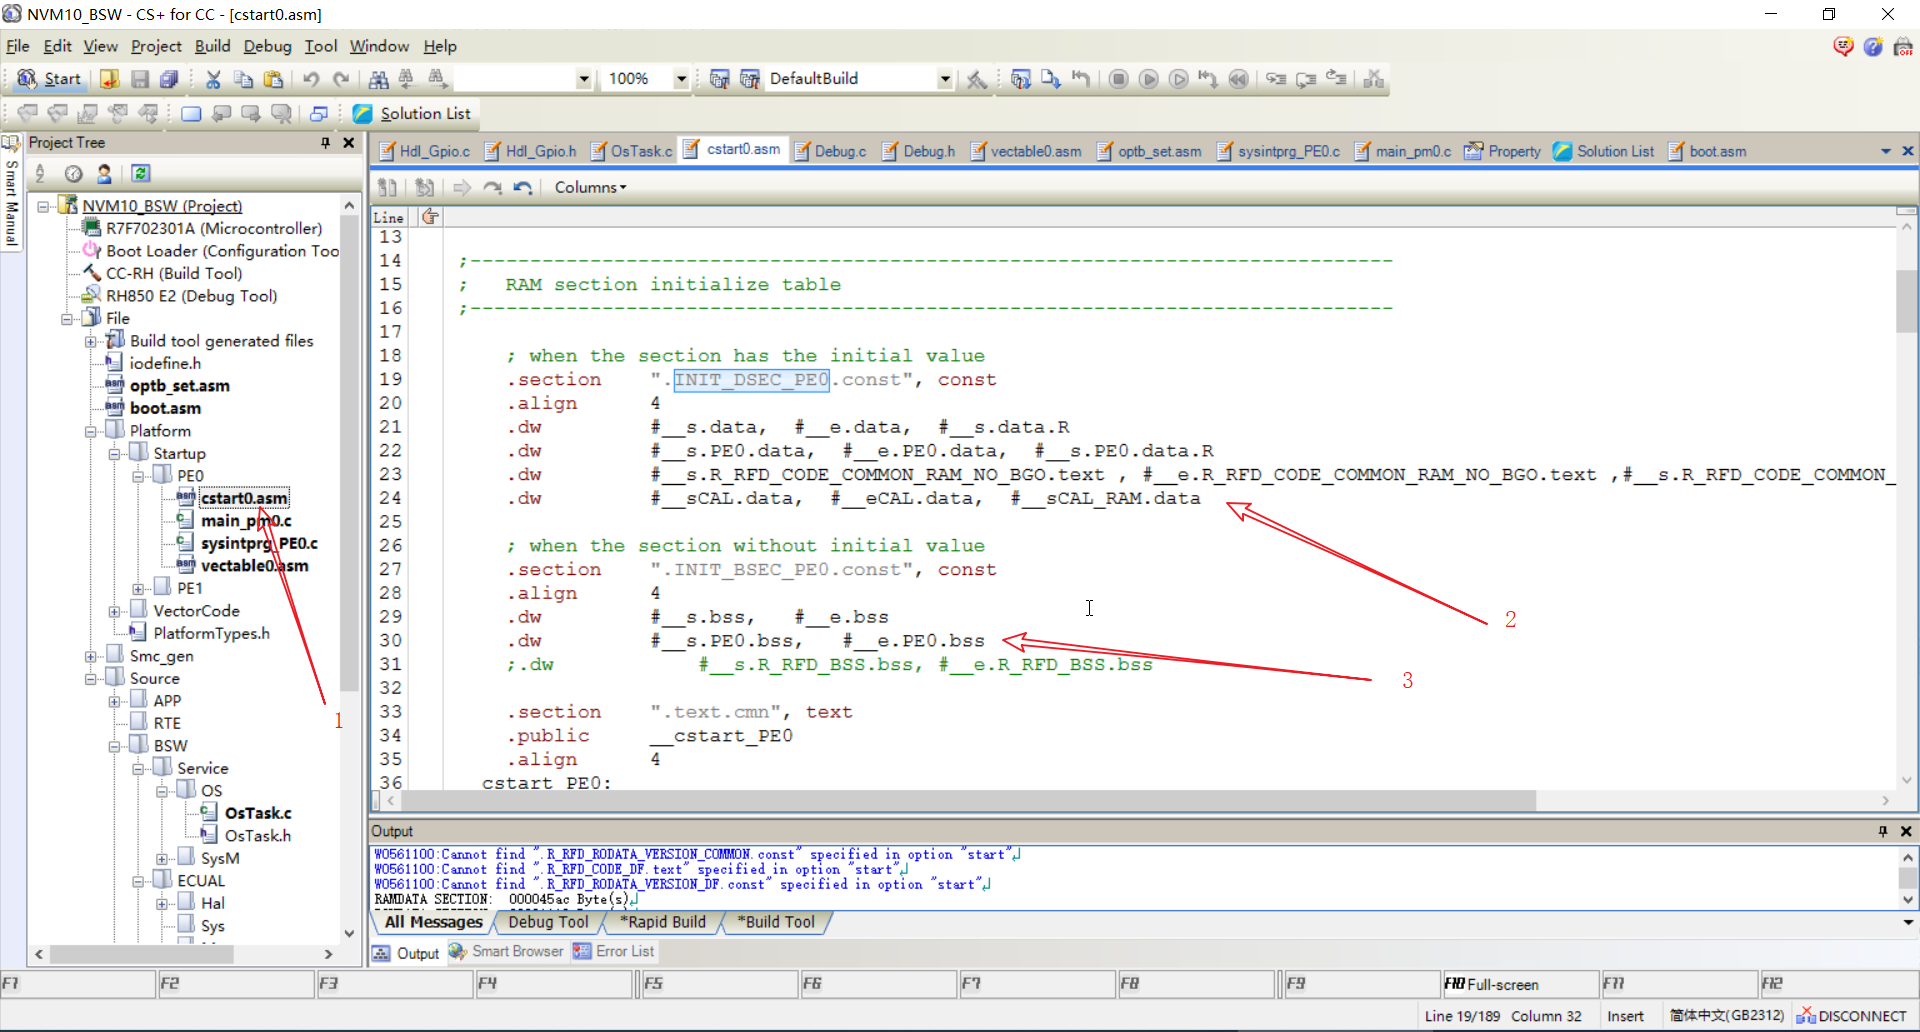 NVM10_BSW - CS+ for CC - [cstart0.asm]
File Edit View Project Build Debug Tool Window Help
Start 100% DefaultBuild
Solution List
Smart Manual
Project Tree
NVM10_BSW (Project)
R7F702301A (Microcontroller)
Boot Loader (Configuration Too
CC-RH (Build Tool)
RH850 E2 (Debug Tool)
File
Build tool generated files
iodefine.h
optb_set.asm
boot.asm
Platform
Startup
PE0
cstart0.asm
main_pm0.c
sysintprg_PE0.c
vectable0.asm
PE1
VectorCode
PlatformTypes.h
Smc_gen
Source
APP
RTE
BSW
Service
OS
OsTask.c
OsTask.h
SysM
ECUAL
Hal
Sys
1
Hdl_Gpio.c Hdl_Gpio.h OsTask.c cstart0.asm Debug.c Debug.h vectable0.asm optb_set.asm sysintprg_PE0.c main_pm0.c Property Solution List boot.asm
Columns
Line
13
14 ;-----------------------------------------------------------------------------
15 ;   RAM section initialize table
16 ;-----------------------------------------------------------------------------
17
18 ; when the section has the initial value
19 .section ".INIT_DSEC_PE0.const", const
20 .align 4
21 .dw #__s.data, #__e.data, #__s.data.R
22 .dw #__s.PE0.data, #__e.PE0.data, #__s.PE0.data.R
23 .dw #__s.R_RFD_CODE_COMMON_RAM_NO_BGO.text , #__e.R_RFD_CODE_COMMON_RAM_NO_BGO.text ,#__s.R_RFD_CODE_COMMON_
24 .dw #__sCAL.data, #__eCAL.data, #__sCAL_RAM.data
25
26 ; when the section without initial value
27 .section ".INIT_BSEC_PE0.const", const
28 .align 4
29 .dw #__s.bss, #__e.bss
30 .dw #__s.PE0.bss, #__e.PE0.bss
31 ;.dw #__s.R_RFD_BSS.bss, #__e.R_RFD_BSS.bss
32
33 .section ".text.cmn", text
34 .public __cstart_PE0
35 .align 4
36 cstart PE0:
2
3
Output
W0561100:Cannot find ".R_RFD_RODATA_VERSION_COMMON.const" specified in option "start"↲
W0561100:Cannot find ".R_RFD_CODE_DF.text" specified in option "start"↲
W0561100:Cannot find ".R_RFD_RODATA_VERSION_DF.const" specified in option "start"↲
RAMDATA SECTION:  000045ac Byte(s)↲
All Messages Debug Tool *Rapid Build *Build Tool
Output Smart Browser Error List
F1 F2 F3 F4 F5 F6 F7 F8 F9 F10 Full-screen F11 F12
Line 19/189 Column 32 Insert 简体中文(GB2312) DISCONNECT